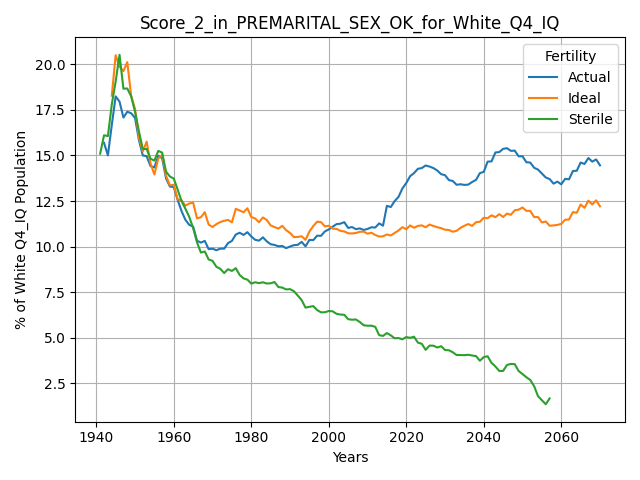 Score_2_in_PREMARITAL_SEX_OK_for_White_Q4_IQ
Fertility
Actual
Ideal
Sterile
% of White Q4_IQ Population
20.0
17.5
15.0
12.5
10.0
7.5
5.0
2.5
1940 1960 1980 2000 2020 2040 2060
Years